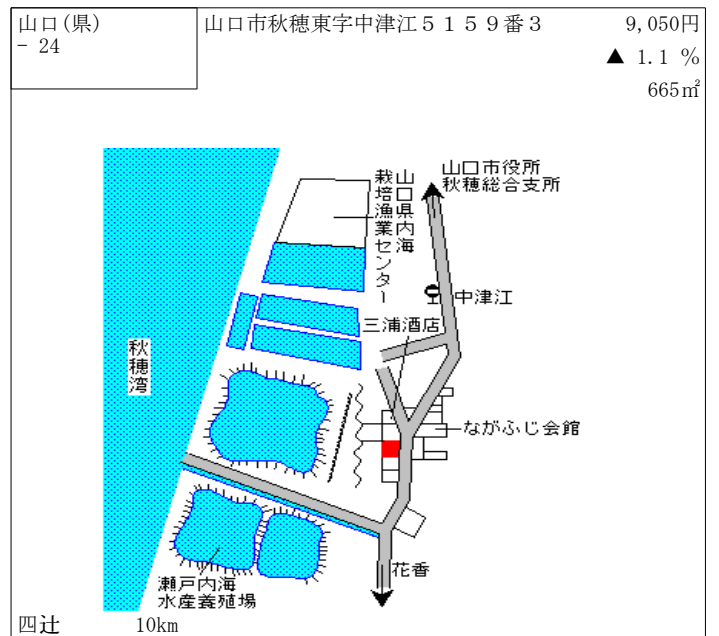 山口(県)
- 24
山口市秋穂東字中津江5159番3
9,050円
▲ 1.1 %
665㎡
山口市役所
秋穂総合支所
山口県内海
栽培漁業センター
中津江
三浦酒店
秋穂湾
ながふじ会館
花香
瀬戸内海
水産養殖場
四辻 10km